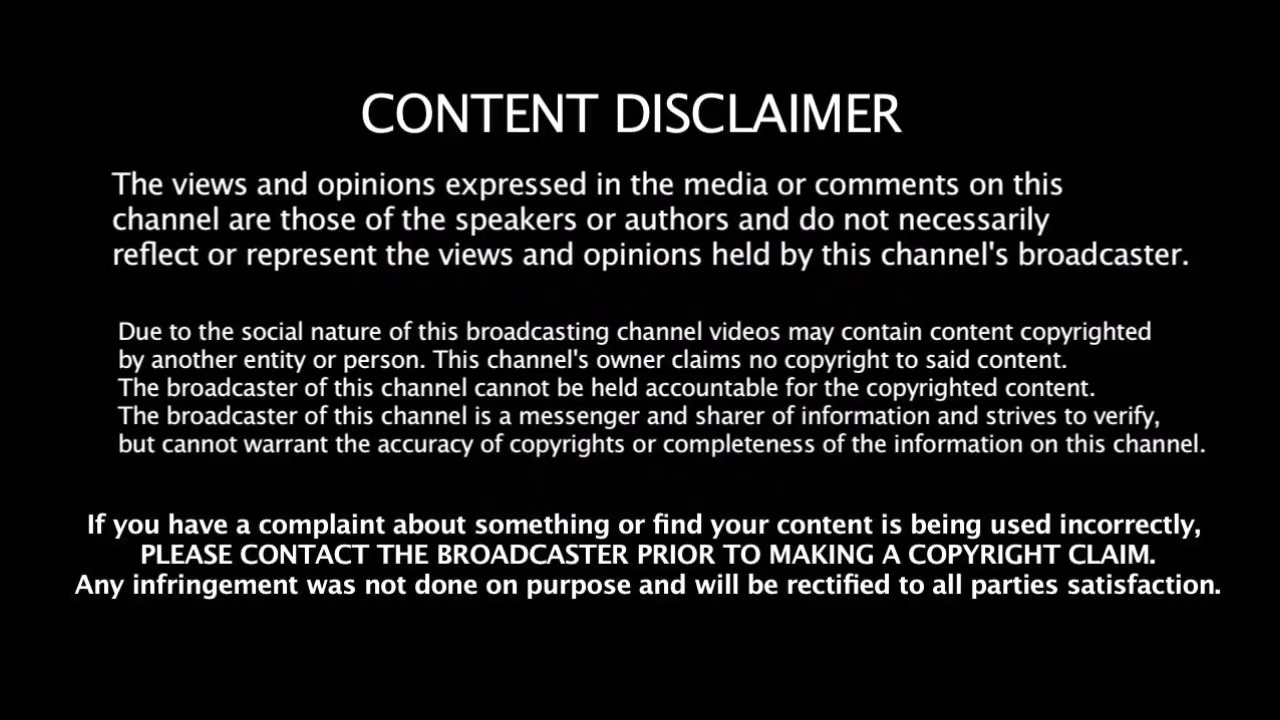 CONTENT DISCLAIMER
The views and opinions expressed in the media or comments on this
channel are those of the speakers or authors and do not necessarily
reflect or represent the views and opinions held by this channel's broadcaster.
Due to the social nature of this broadcasting channel videos may contain content copyrighted
by another entity or person. This channel's owner claims no copyright to said content.
The broadcaster of this channel cannot be held accountable for the copyrighted content.
The broadcaster of this channel is a messenger and sharer of information and strives to verify,
but cannot warrant the accuracy of copyrights or completeness of the information on this channel.
If you have a complaint about something or find your content is being used incorrectly,
PLEASE CONTACT THE BROADCASTER PRIOR TO MAKING A COPYRIGHT CLAIM.
Any infringement was not done on purpose and will be rectified to all parties satisfaction.